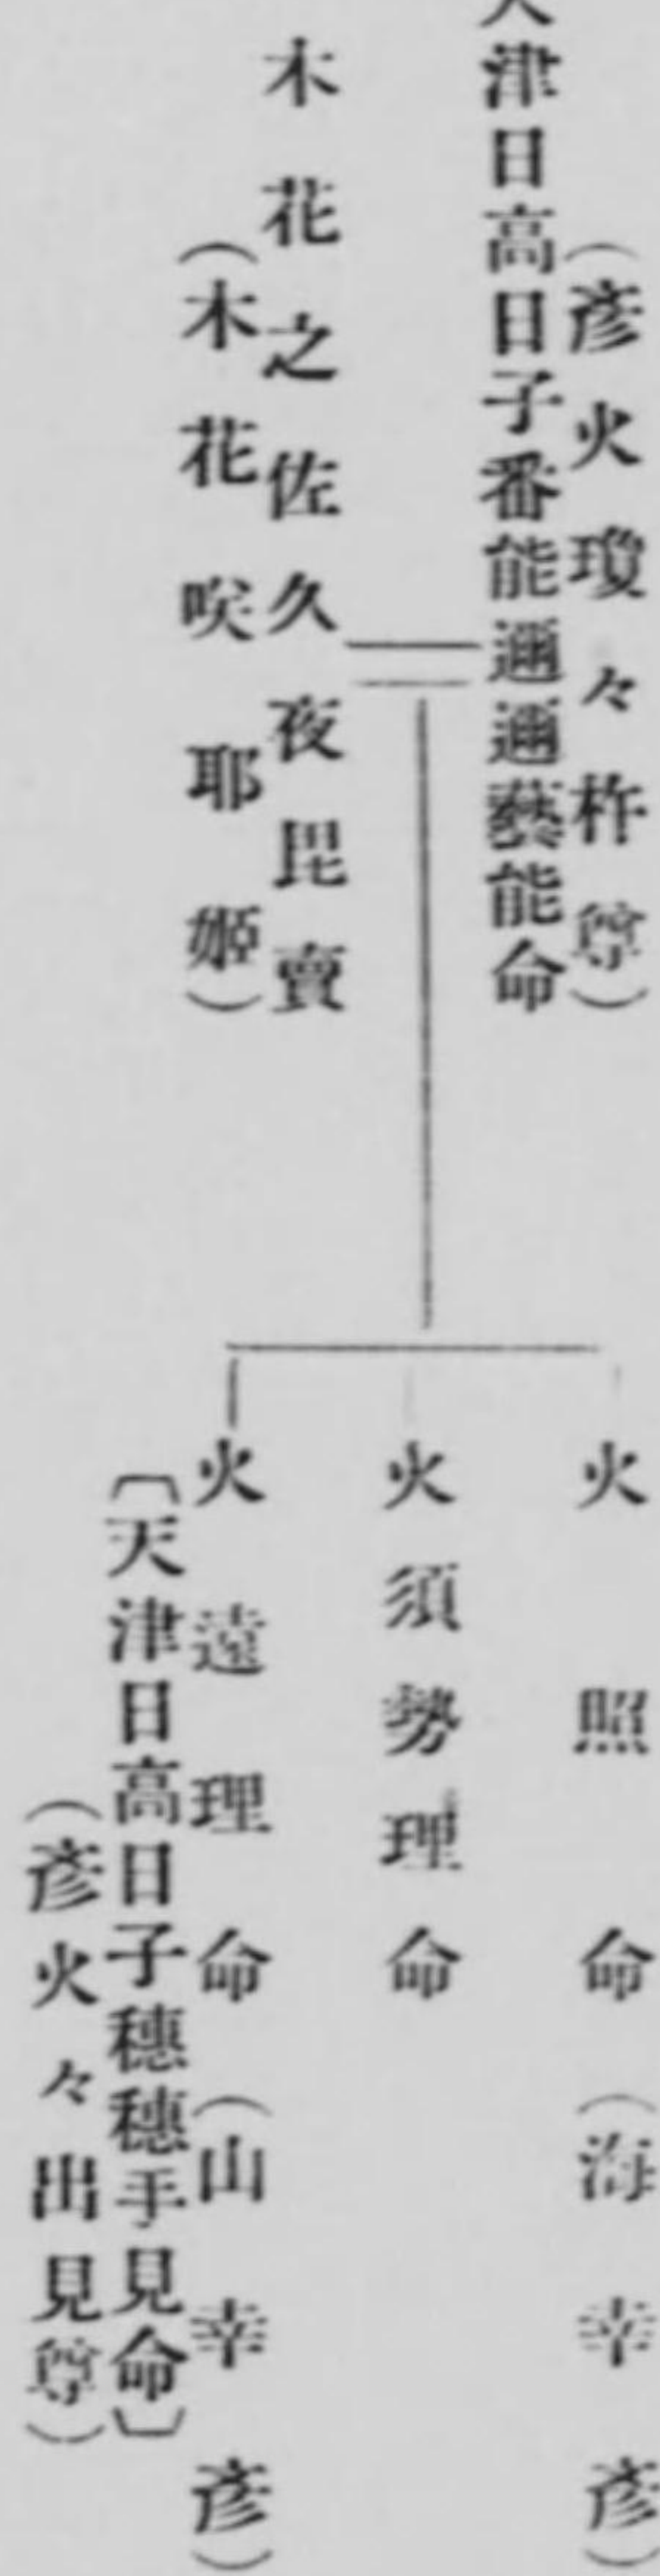 （彦火瓊々杵尊）
天津日高日子番能邇邇藝能命
木花之佐久夜毘賣
（木花咲耶姫）
火照命（海幸彦）
火須勢理命
火遠理命（山幸彦）
〔天津日高日子穗穗手見命〕
（彦火々出見尊）